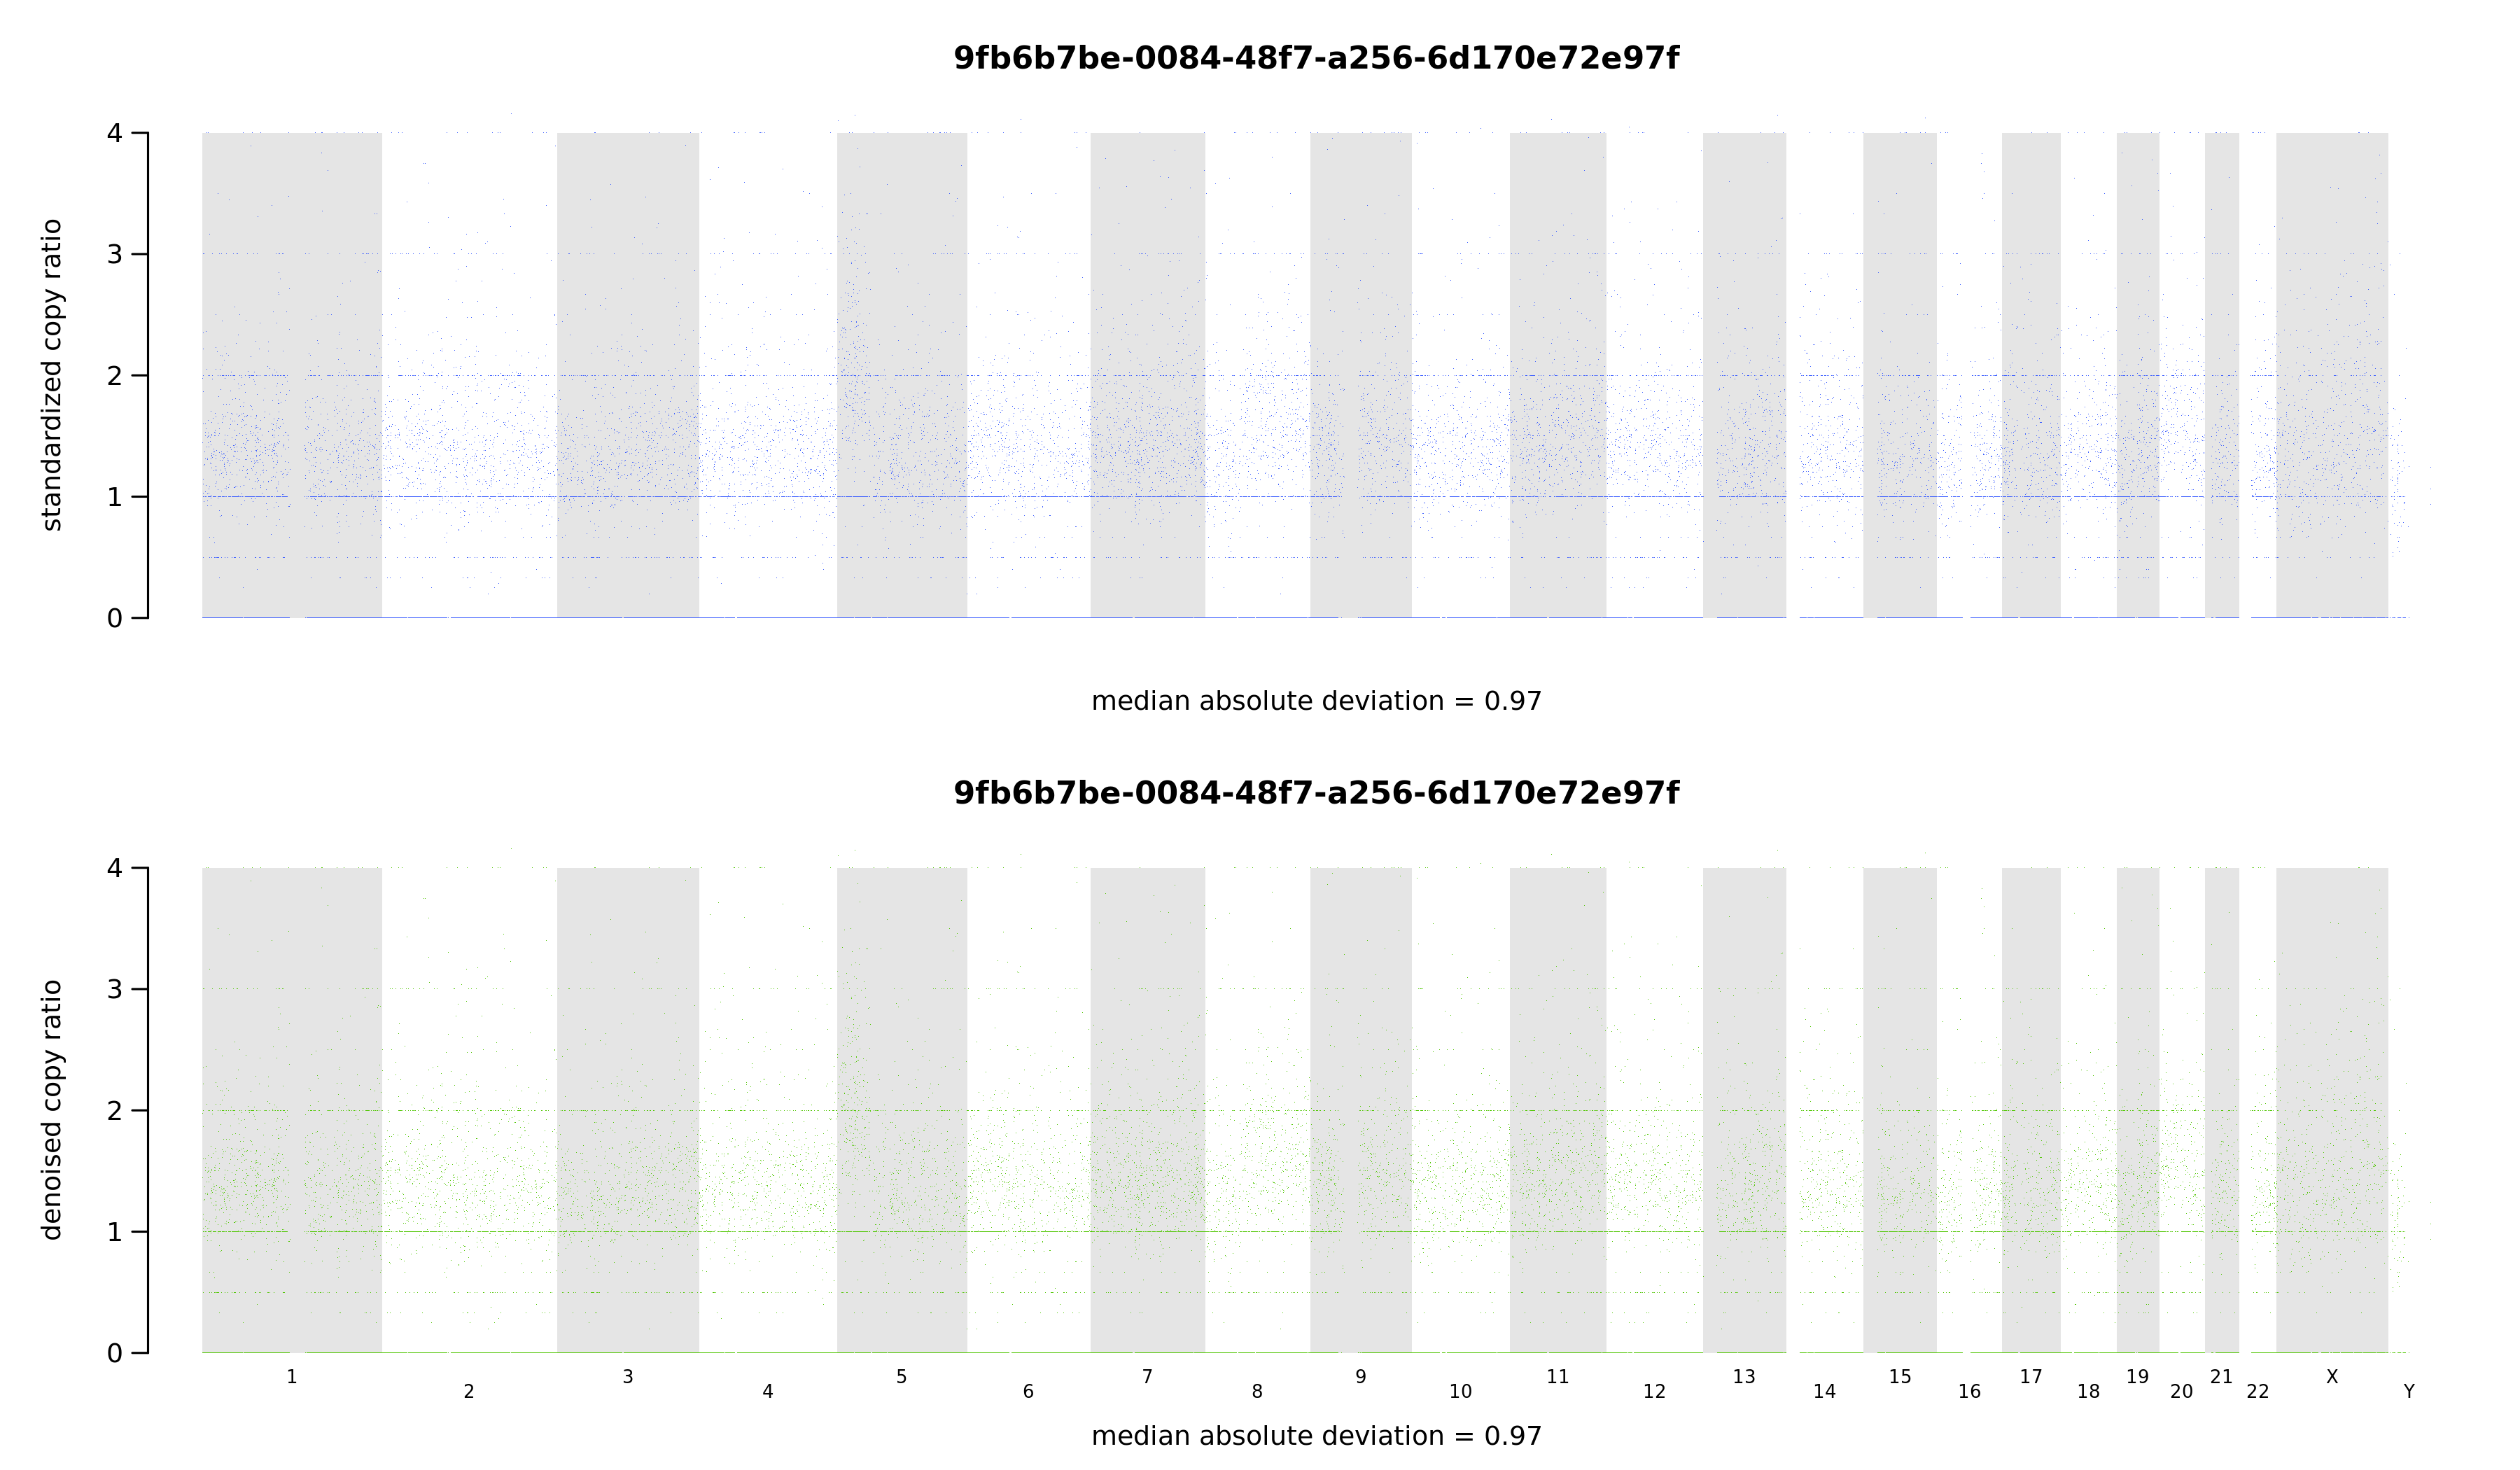 9fb6b7be-0084-48f7-a256-6d170e72e97f
4
3
2
1
0
standardized copy ratio
median absolute deviation = 0.97
9fb6b7be-0084-48f7-a256-6d170e72e97f
4
3
2
1
0
denoised copy ratio
1 3 5 7 9 11 13 15 17 19 21 X
2 4 6 8 10 12 14 16 18 20 22 Y
median absolute deviation = 0.97